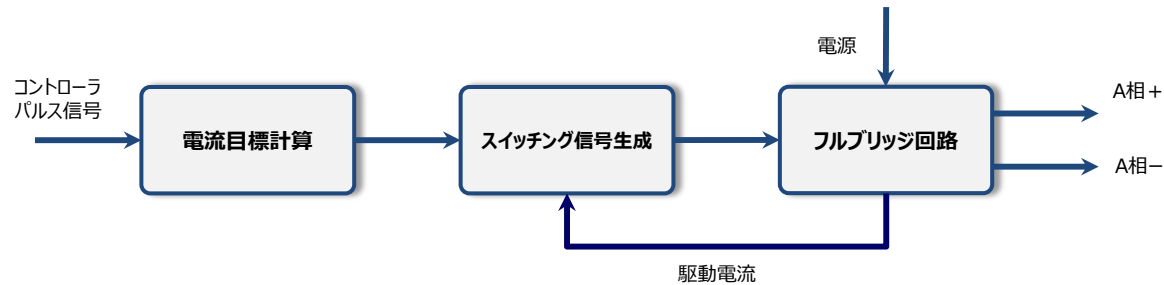 電源
コントローラ
パルス信号
電流目標計算
スイッチング信号生成
フルブリッジ回路
A相＋
A相－
駆動電流